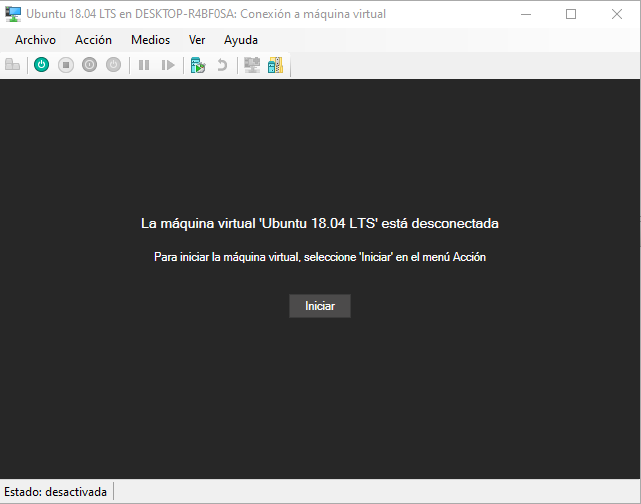 Ubuntu 18.04 LTS en DESKTOP-R4BF0SA: Conexión a máquina virtual
Archivo Acción Medios Ver Ayuda
La máquina virtual 'Ubuntu 18.04 LTS' está desconectada
Para iniciar la máquina virtual, seleccione 'Iniciar' en el menú Acción
Iniciar
Estado: desactivada